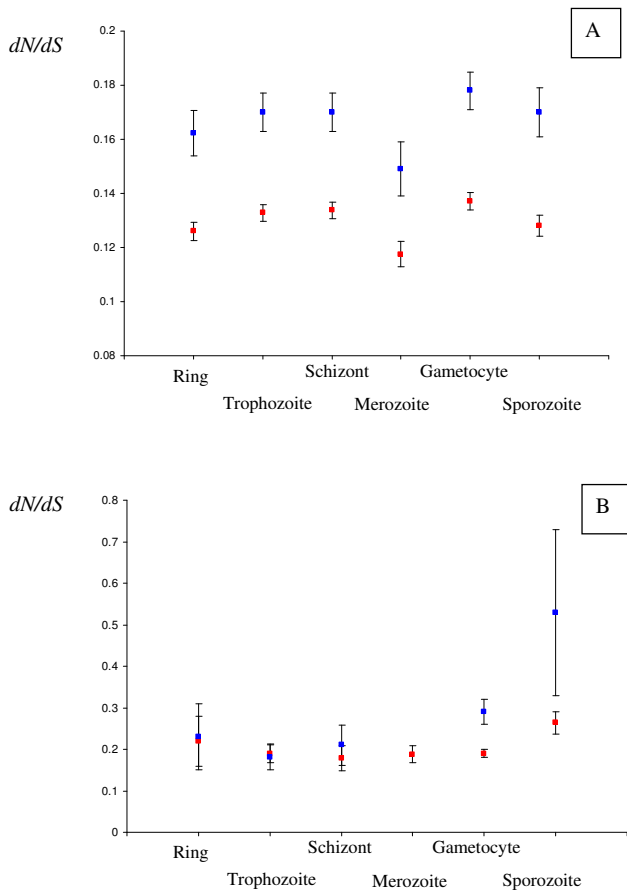 A
dN/dS
0.2
0.18
0.16
0.14
0.12
0.1
0.08
Ring
Schizont
Gametocyte
Trophozoite
Merozoite
Sporozoite
B
dN/dS
0.8
0.7
0.6
0.5
0.4
0.3
0.2
0.1
0
Ring
Schizont
Gametocyte
Trophozoite
Merozoite
Sporozoite